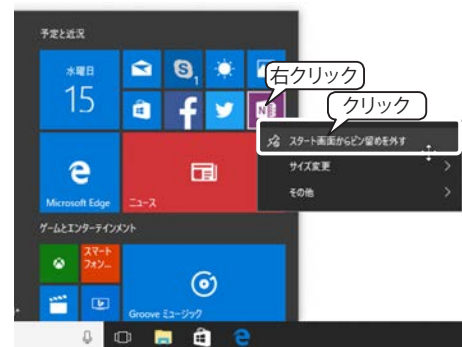 予定と近況
水曜日
15
S
1
右クリック
クリック
f
N
スタート画面からピン留めを外す
サイズ変更
その他
Microsoft Edge
ニュース
ゲームとエンターテインメント
スマート
フォン...
Groove ミュージック